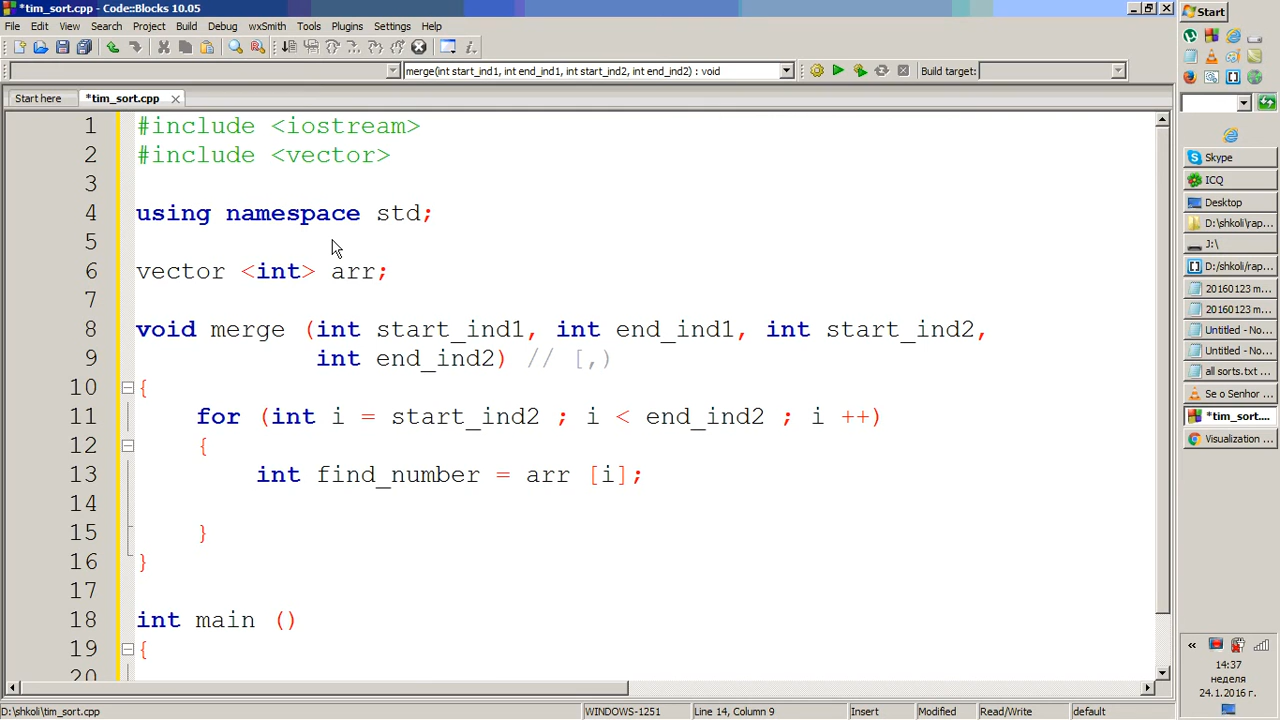 *tim_sort.cpp - Code::Blocks 10.05
File Edit View Search Project Build Debug wxSmith Tools Plugins Settings Help
merge(int start_ind1, int end_ind1, int start_ind2, int end_ind2) : void
Build target:
Start here
*tim_sort.cpp
1 #include <iostream>
2 #include <vector>
3
4 using namespace std;
5
6 vector <int> arr;
7
8 void merge (int start_ind1, int end_ind1, int start_ind2,
9 int end_ind2) // [,)
10 {
11 for (int i = start_ind2 ; i < end_ind2 ; i ++)
12 {
13 int find_number = arr [i];
14
15 }
16 }
17
18 int main ()
19 {
20
D:\shkoli\tim_sort.cpp
WINDOWS-1251
Line 14, Column 9
Insert
Modified
Read/Write
default
Start
Skype
ICQ
Desktop
D:\shkoli\rap...
J:\
D:/shkoli/rap...
20160123 m...
20160123 m...
Untitled - No...
Untitled - No...
all sorts.txt ...
Se o Senhor ...
*tim_sort....
Visualization ...
14:37
неделя
24.1.2016 г.